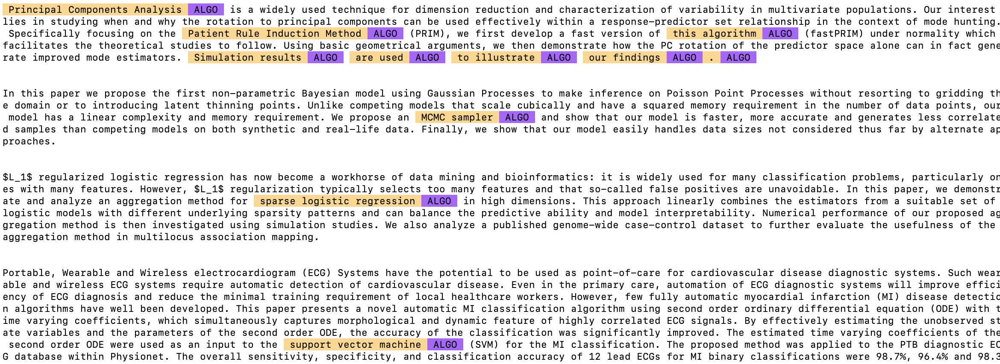 Principal Components Analysis ALGO is a widely used technique for dimension reduction and characterization of variability in multivariate populations. Our interest
lies in studying when and why the rotation to principal components can be used effectively within a response-predictor set relationship in the context of mode hunting.
Specifically focusing on the Patient Rule Induction Method ALGO (PRIM), we first develop a fast version of this algorithm ALGO (fastPRIM) under normality which
facilitates the theoretical studies to follow. Using basic geometrical arguments, we then demonstrate how the PC rotation of the predictor space alone can in fact gene
rate improved mode estimators. Simulation results ALGO are used ALGO to illustrate ALGO our findings ALGO . ALGO
In this paper we propose the first non-parametric Bayesian model using Gaussian Processes to make inference on Poisson Point Processes without resorting to gridding th
e domain or to introducing latent thinning points. Unlike competing models that scale cubically and have a squared memory requirement in the number of data points, our
model has a linear complexity and memory requirement. We propose an MCMC sampler ALGO and show that our model is faster, more accurate and generates less correlate
d samples than competing models on both synthetic and real-life data. Finally, we show that our model easily handles data sizes not considered thus far by alternate ap
proaches.
$L_1$ regularized logistic regression has now become a workhorse of data mining and bioinformatics: it is widely used for many classification problems, particularly on
es with many features. However, $L_1$ regularization typically selects too many features and that so-called false positives are unavoidable. In this paper, we demonstr
ate and analyze an aggregation method for sparse logistic regression ALGO in high dimensions. This approach linearly combines the estimators from a suitable set of
logistic models with different underlying sparsity patterns and can balance the predictive ability and model interpretability. Numerical performance of our proposed ag
gregation method is then investigated using simulation studies. We also analyze a published genome-wide case-control dataset to further evaluate the usefulness of the
aggregation method in multilocus association mapping.
Portable, Wearable and Wireless electrocardiogram (ECG) Systems have the potential to be used as point-of-care for cardiovascular disease diagnostic systems. Such wear
able and wireless ECG systems require automatic detection of cardiovascular disease. Even in the primary care, automation of ECG diagnostic systems will improve effici
ency of ECG diagnosis and reduce the minimal training requirement of local healthcare workers. However, few fully automatic myocardial infarction (MI) disease detectio
n algorithms have well been developed. This paper presents a novel automatic MI classification algorithm using second order ordinary differential equation (ODE) with t
ime varying coefficients, which simultaneously captures morphological and dynamic feature of highly correlated ECG signals. By effectively estimating the unobserved st
ate variables and the parameters of the second order ODE, the accuracy of the classification was significantly improved. The estimated time varying coefficients of the
second order ODE were used as an input to the support vector machine ALGO (SVM) for the MI classification. The proposed method was applied to the PTB diagnostic EC
G database within Physionet. The overall sensitivity, specificity, and classification accuracy of 12 lead ECGs for MI binary classifications were 98.7%, 96.4% and 98.3